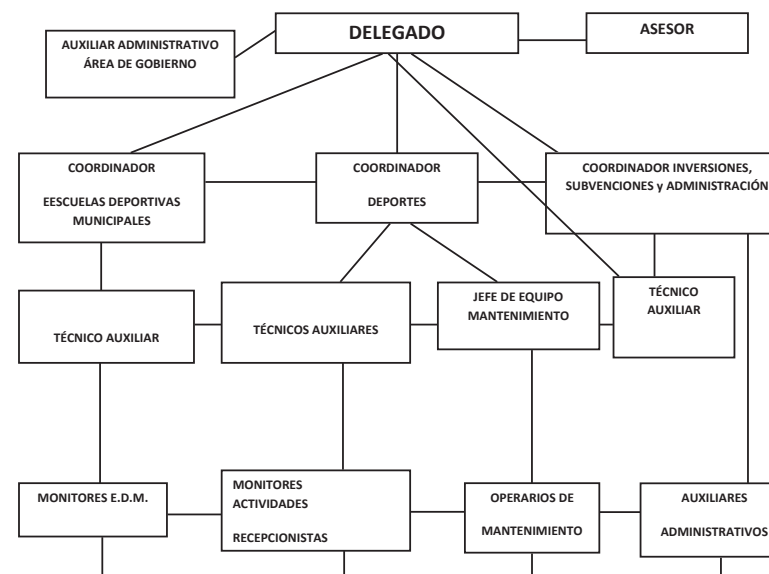 DELEGADO
AUXILIAR ADMINISTRATIVO
ÁREA DE GOBIERNO
ASESOR
COORDINADOR
EESCUELAS DEPORTIVAS
MUNICIPALES
COORDINADOR
DEPORTES
COORDINADOR INVERSIONES,
SUBVENCIONES y ADMINISTRACIÓN
TÉCNICO AUXILIAR
TÉCNICOS AUXILIARES
JEFE DE EQUIPO
MANTENIMIENTO
TÉCNICO
AUXILIAR
MONITORES E.D.M.
MONITORES
ACTIVIDADES
RECEPCIONISTAS
OPERARIOS DE
MANTENIMIENTO
AUXILIARES
ADMINISTRATIVOS